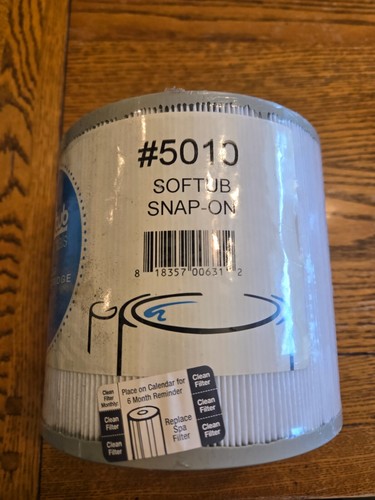 #5010
SOFTUB
SNAP-ON
8 18357 00631 2
Clean
Filter
Monthly:
Clean
Filter
Clean
Filter
Place on Calendar for
6 Month Reminder
Replace
Spa
Filter
Clean
Filter
Clean
Filter
Clean
Filter